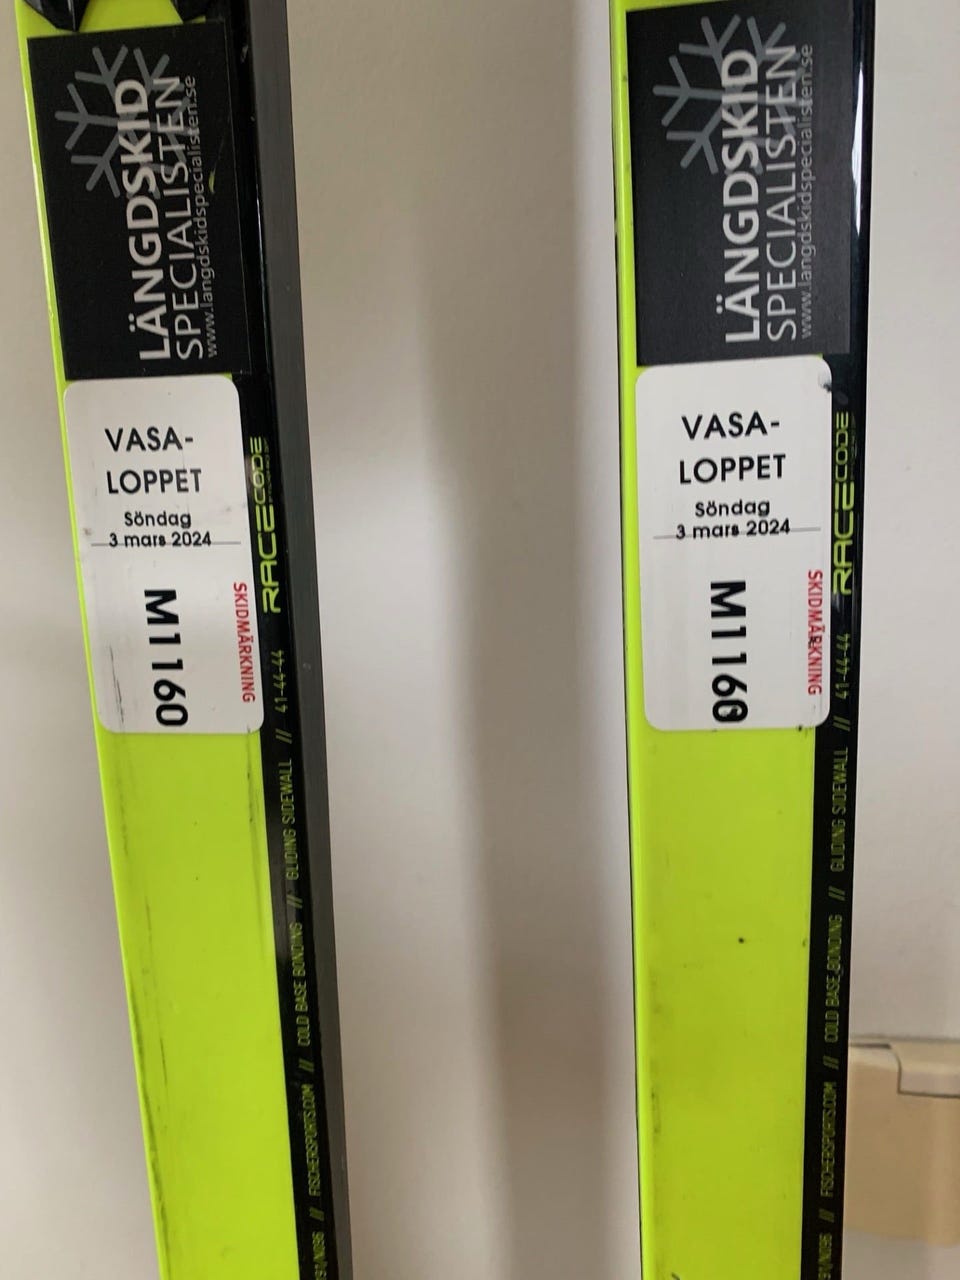 LÄNGDSKID
SPECIALISTEN
www.langdskidspecialisten.se
VASA-
LOPPET
Söndag
3 mars 2024
M1160
SKIDMÄRKNING
RACECODE
41-44-44
// GLIDING SIDEWALL //
COLD BASE BONDING //
FISCHERSPORTS.COM //
LÄNGDSKID
SPECIALISTEN
www.langdskidspecialisten.se
VASA-
LOPPET
Söndag
3 mars 2024
M1160
SKIDMÄRKNING
RACECODE
41-44-44
// GLIDING SIDEWALL //
COLD BASE BONDING //
FISCHERSPORTS.COM //